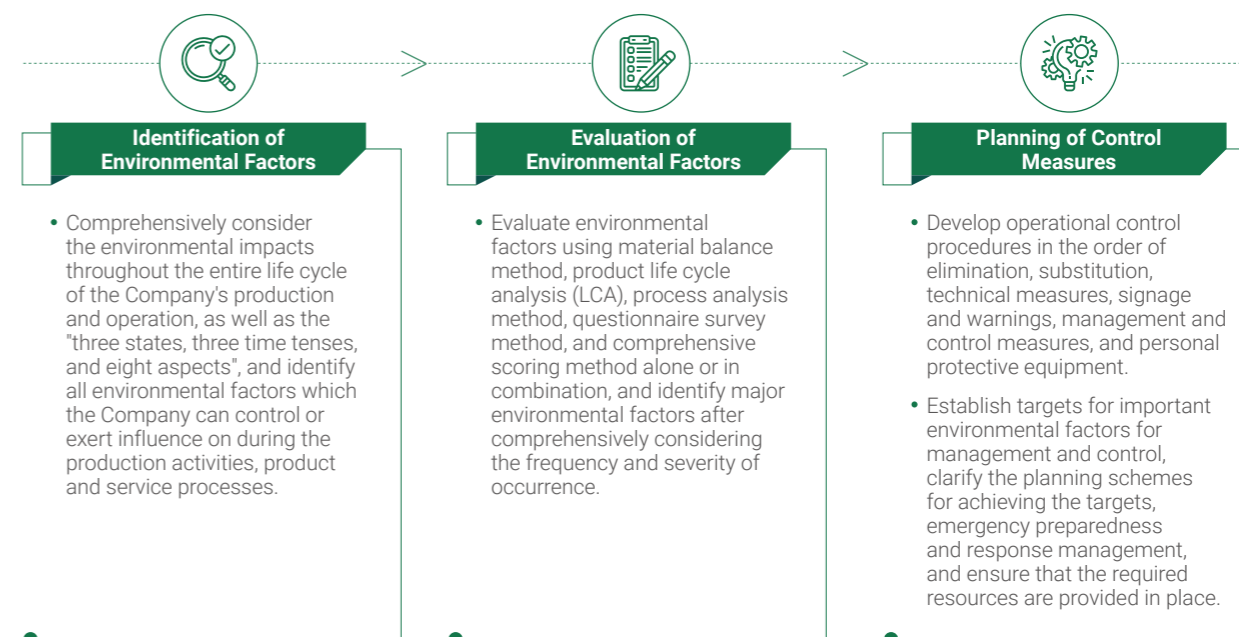 Identification of
Environmental Factors
• Comprehensively consider
the environmental impacts
throughout the entire life cycle
of the Company's production
and operation, as well as the
"three states, three time tenses,
and eight aspects", and identify
all environmental factors which
the Company can control or
exert influence on during the
production activities, product
and service processes.
Evaluation of
Environmental Factors
• Evaluate environmental
factors using material balance
method, product life cycle
analysis (LCA), process analysis
method, questionnaire survey
method, and comprehensive
scoring method alone or in
combination, and identify major
environmental factors after
comprehensively considering
the frequency and severity of
occurrence.
Planning of Control
Measures
• Develop operational control
procedures in the order of
elimination, substitution,
technical measures, signage
and warnings, management and
control measures, and personal
protective equipment.
• Establish targets for important
environmental factors for
management and control,
clarify the planning schemes
for achieving the targets,
emergency preparedness
and response management,
and ensure that the required
resources are provided in place.